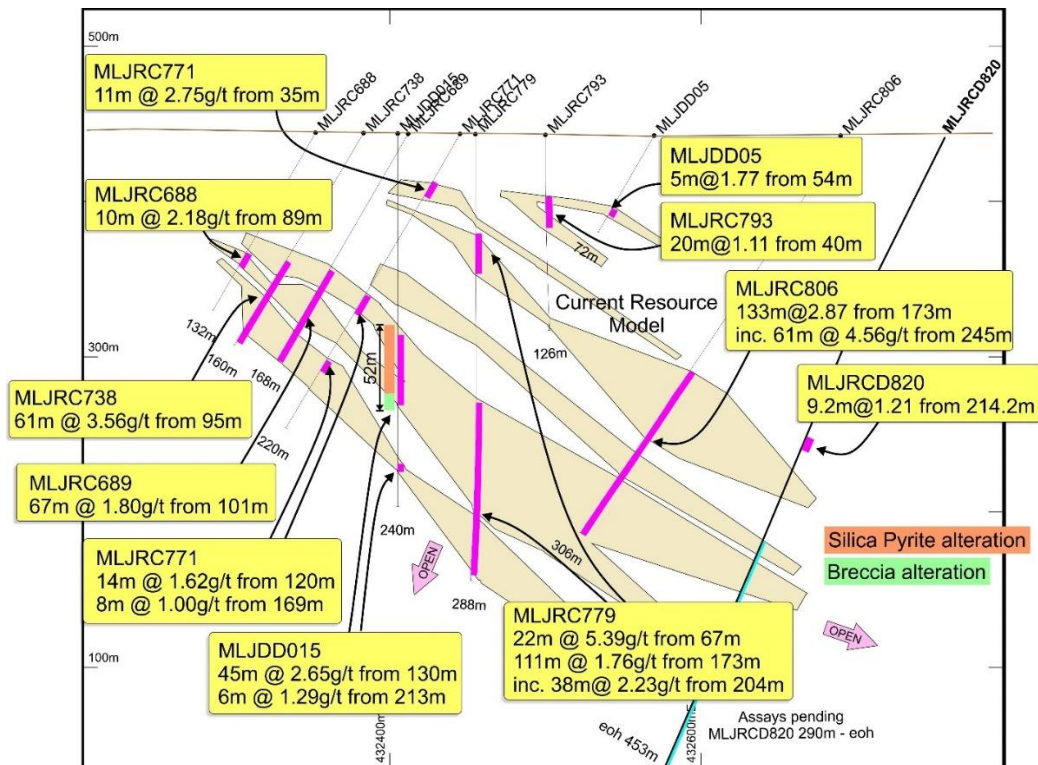 500m
MLJRC771
11m @ 2.75g/t from 35m
MLJRC688
MLJRC738
MLJDD015
MLJRC689
MLJRC771
MLJRC779
MLJRC793
MLJDD05
MLJRC806
MLJRCD820
MLJDD05
5m@1.77 from 54m
MLJRC688
10m @ 2.18g/t from 89m
MLJRC793
20m@1.11 from 40m
72m
MLJRC806
133m@2.87 from 173m
inc. 61m @ 4.56g/t from 245m
Current Resource
Model
132m
126m
300m
160m
168m
52m
MLJRCD820
9.2m@1.21 from 214.2m
MLJRC738
61m @ 3.56g/t from 95m
220m
MLJRC689
67m @ 1.80g/t from 101m
240m
Silica Pyrite alteration
Breccia alteration
306m
OPEN
MLJRC771
14m @ 1.62g/t from 120m
8m @ 1.00g/t from 169m
288m
MLJRC779
22m @ 5.39g/t from 67m
111m @ 1.76g/t from 173m
inc. 38m@ 2.23g/t from 204m
OPEN
MLJDD015
45m @ 2.65g/t from 130m
6m @ 1.29g/t from 213m
100m
432400m
432600m
Assays pending
MLJRCD820 290m - eoh
eoh 453m